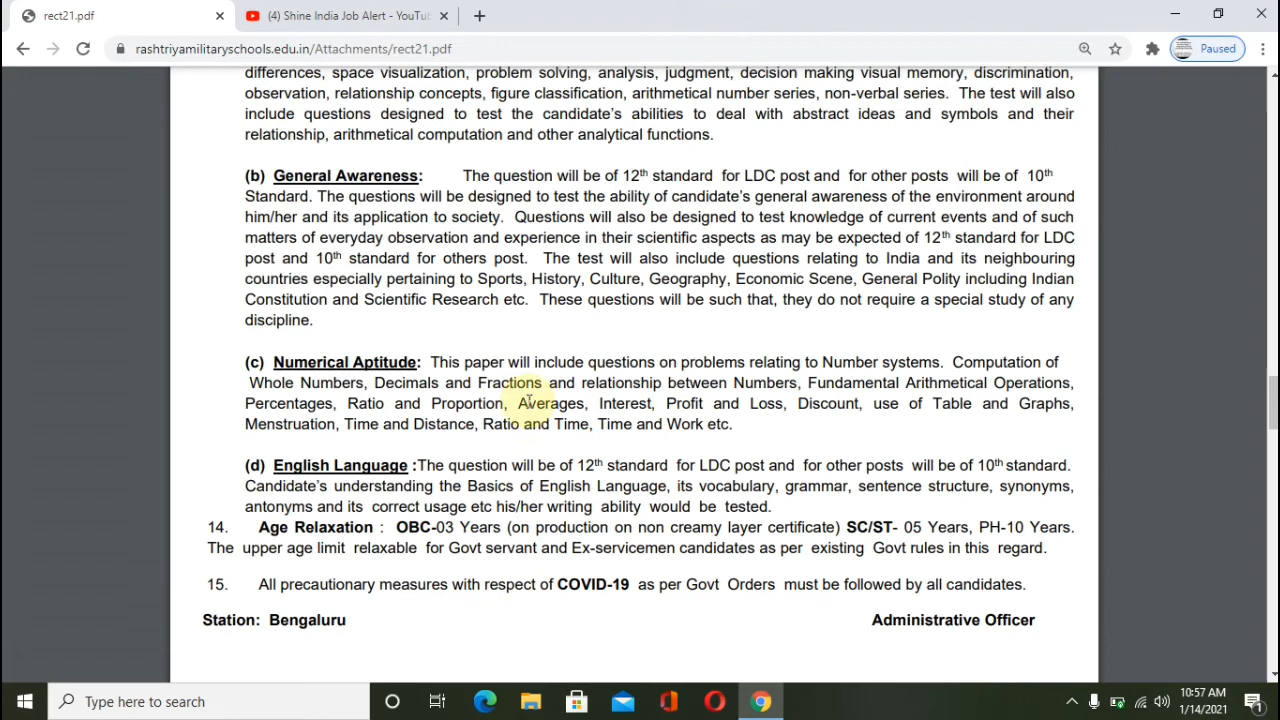 rect21.pdf
(4) Shine India Job Alert - YouTu
rashtriyamilitaryschools.edu.in/Attachments/rect21.pdf
Paused
differences, space visualization, problem solving, analysis, judgment, decision making visual memory, discrimination,
observation, relationship concepts, figure classification, arithmetical number series, non-verbal series. The test will also
include questions designed to test the candidate's abilities to deal with abstract ideas and symbols and their
relationship, arithmetical computation and other analytical functions.
(b) General Awareness: The question will be of 12th standard for LDC post and for other posts will be of 10th
Standard. The questions will be designed to test the ability of candidate's general awareness of the environment around
him/her and its application to society. Questions will also be designed to test knowledge of current events and of such
matters of everyday observation and experience in their scientific aspects as may be expected of 12th standard for LDC
post and 10th standard for others post. The test will also include questions relating to India and its neighbouring
countries especially pertaining to Sports, History, Culture, Geography, Economic Scene, General Polity including Indian
Constitution and Scientific Research etc. These questions will be such that, they do not require a special study of any
discipline.
(c) Numerical Aptitude: This paper will include questions on problems relating to Number systems. Computation of
Whole Numbers, Decimals and Fractions and relationship between Numbers, Fundamental Arithmetical Operations,
Percentages, Ratio and Proportion, Averages, Interest, Profit and Loss, Discount, use of Table and Graphs,
Menstruation, Time and Distance, Ratio and Time, Time and Work etc.
(d) English Language :The question will be of 12th standard for LDC post and for other posts will be of 10th standard.
Candidate's understanding the Basics of English Language, its vocabulary, grammar, sentence structure, synonyms,
antonyms and its correct usage etc his/her writing ability would be tested.
14. Age Relaxation : OBC-03 Years (on production on non creamy layer certificate) SC/ST- 05 Years, PH-10 Years.
The upper age limit relaxable for Govt servant and Ex-servicemen candidates as per existing Govt rules in this regard.
15. All precautionary measures with respect of COVID-19 as per Govt Orders must be followed by all candidates.
Station: Bengaluru Administrative Officer
Type here to search
10:57 AM
1/14/2021
1